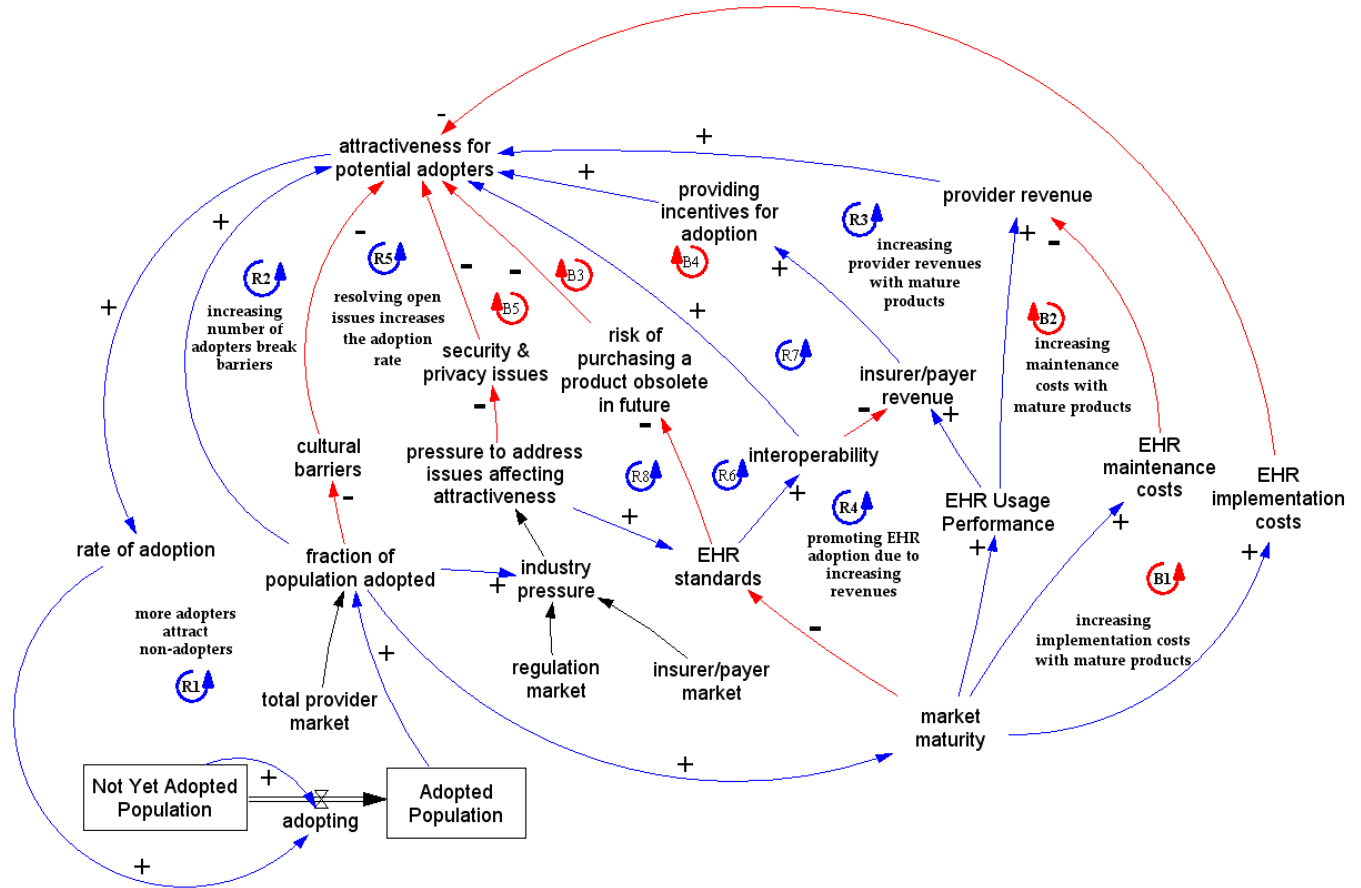 -
attractiveness for
potential adopters
+
+
providing
incentives for
adoption
provider revenue
+
-
R2
increasing
number of
adopters break
barriers
-
R5
resolving open
issues increases
the adoption
rate
-
-
B3
B4
R3
increasing
provider revenues
with mature
products
+
+
-
B5
+
+
R7
B2
increasing
maintenance
costs with
mature products
security &
privacy issues
risk of
purchasing a
product obsolete
in future
insurer/payer
revenue
-
-
-
+
cultural
barriers
pressure to address
issues affecting
attractiveness
R8
R6
interoperability
EHR
maintenance
costs
EHR
implementation
costs
-
+
+
R4
promoting EHR
adoption due to
increasing
revenues
EHR Usage
Performance
+
+
+
rate of adoption
fraction of
population adopted
+
industry
pressure
EHR
standards
B1
increasing
implementation costs
with mature products
more adopters
attract
non-adopters
R1
total provider
market
+
regulation
market
insurer/payer
market
-
market
maturity
+
Not Yet Adopted
Population
+
adopting
Adopted
Population
+